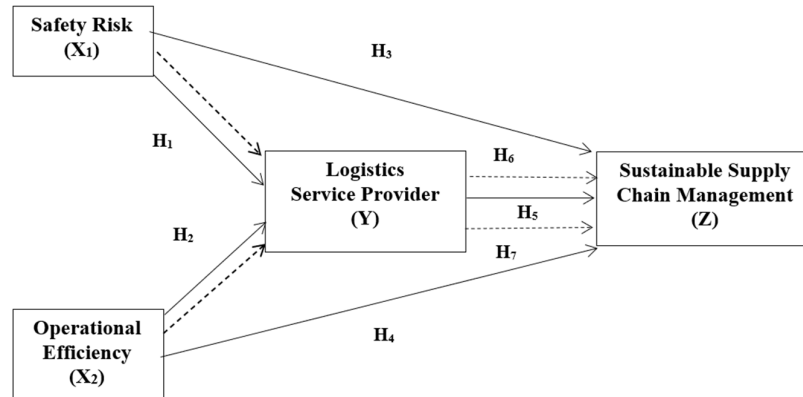 Safety Risk
(X₁)
H₃
H₁
Logistics
Service Provider
(Y)
H₆
H₅
H₇
Sustainable Supply
Chain Management
(Z)
H₂
Operational
Efficiency
(X₂)
H₄